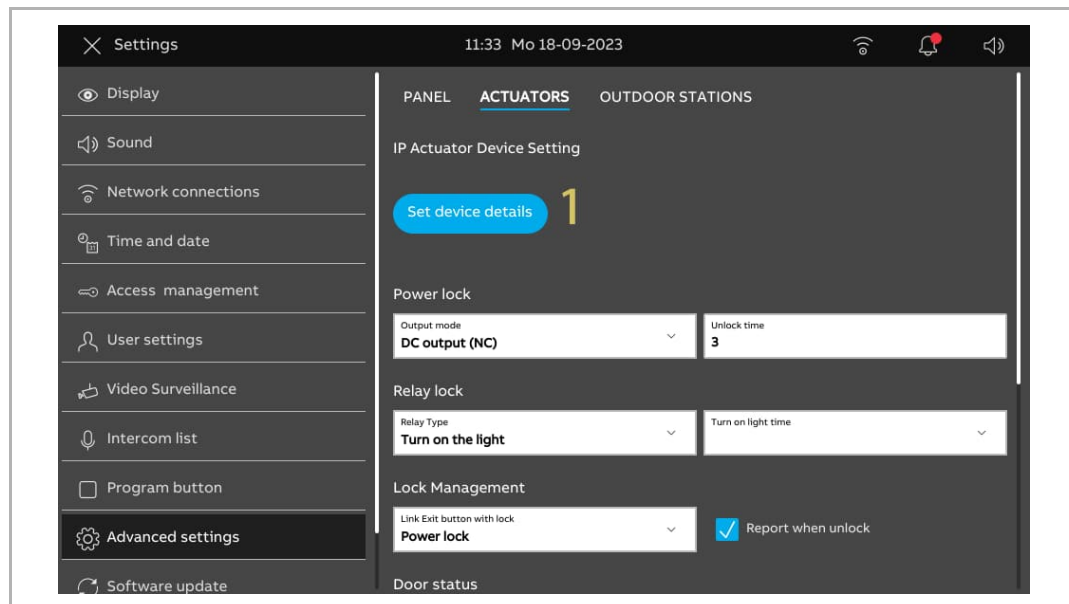 Settings
11:33 Mo 18-09-2023
Display
Sound
Network connections
Time and date
Access management
User settings
Video Surveillance
Intercom list
Program button
Advanced settings
Software update
PANEL ACTUATORS OUTDOOR STATIONS
IP Actuator Device Setting
Set device details 1
Power lock
Output mode
DC output (NC)
Unlock time
3
Relay lock
Relay Type
Turn on the light
Turn on light time
Lock Management
Link Exit button with lock
Power lock
Report when unlock
Door status